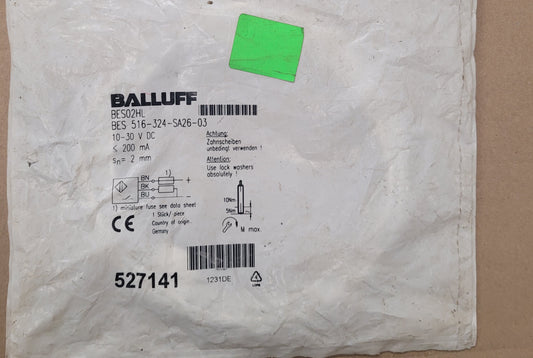 BALLUFF
BES02HL
BES 516-324-SA26-03
10-30 V DC
< 200 mA
Sn= 2 mm
Achtung:
Zahnscheiben
unbedingt verwenden !
Attention:
Use lock washers
absolutely !
1)
BN
BK
BU
+
-
10Nm
5Nm
M max.
1) miniature fuse see data sheet
1 Stück/ piece
Country of origin:
Germany
CE
527141
1231DE